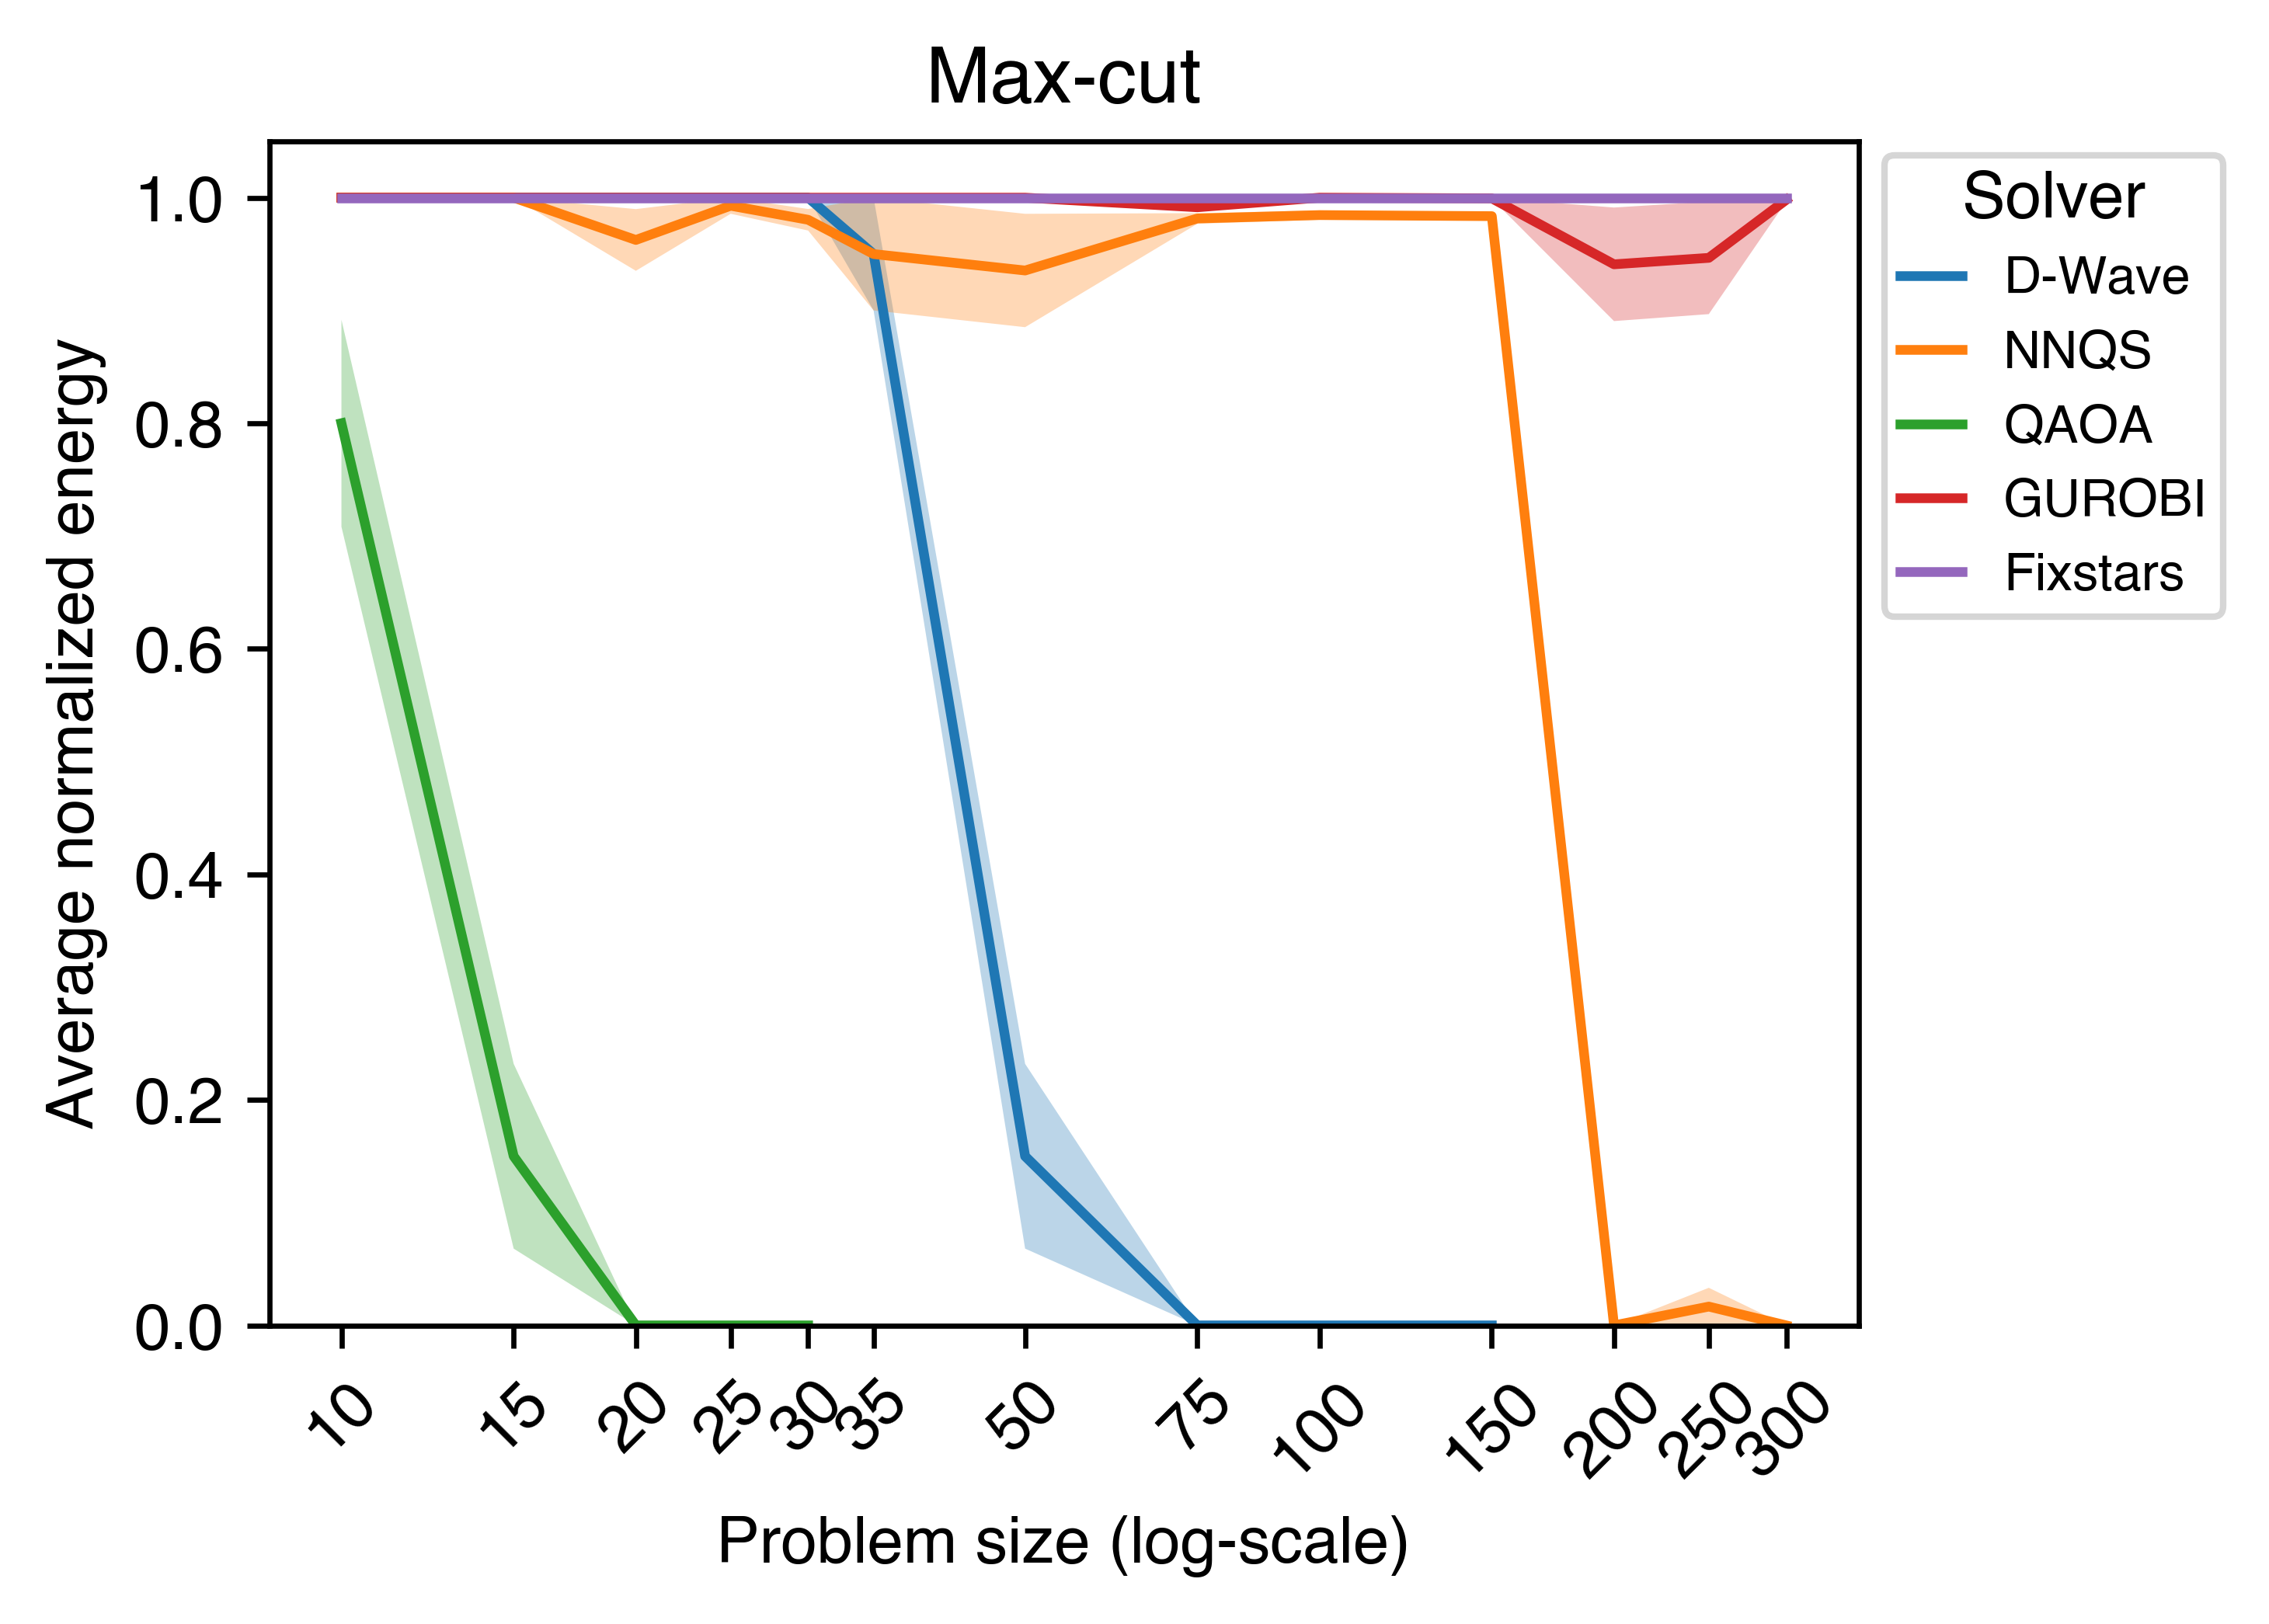 Max-cut
Average normalized energy
1.0
0.8
0.6
0.4
0.2
0.0
10
15
20
25
30
35
50
75
100
150
200
250
300
Problem size (log-scale)
Solver
D-Wave
NNQS
QAOA
GUROBI
Fixstars